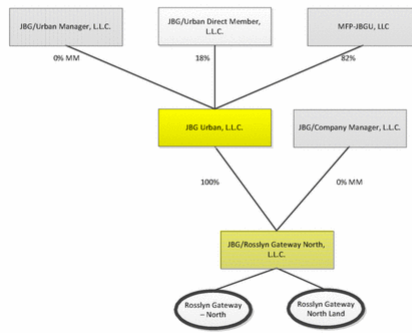 JBG/Urban Manager, L.L.C.
JBG/Urban Direct Member,
L.L.C.
MFP-JBGU, LLC
0% MM
18%
82%
JBG Urban, L.L.C.
JBG/Company Manager, L.L.C.
100%
0% MM
JBG/Rosslyn Gateway North,
L.L.C.
Rosslyn Gateway
– North
Rosslyn Gateway
North Land